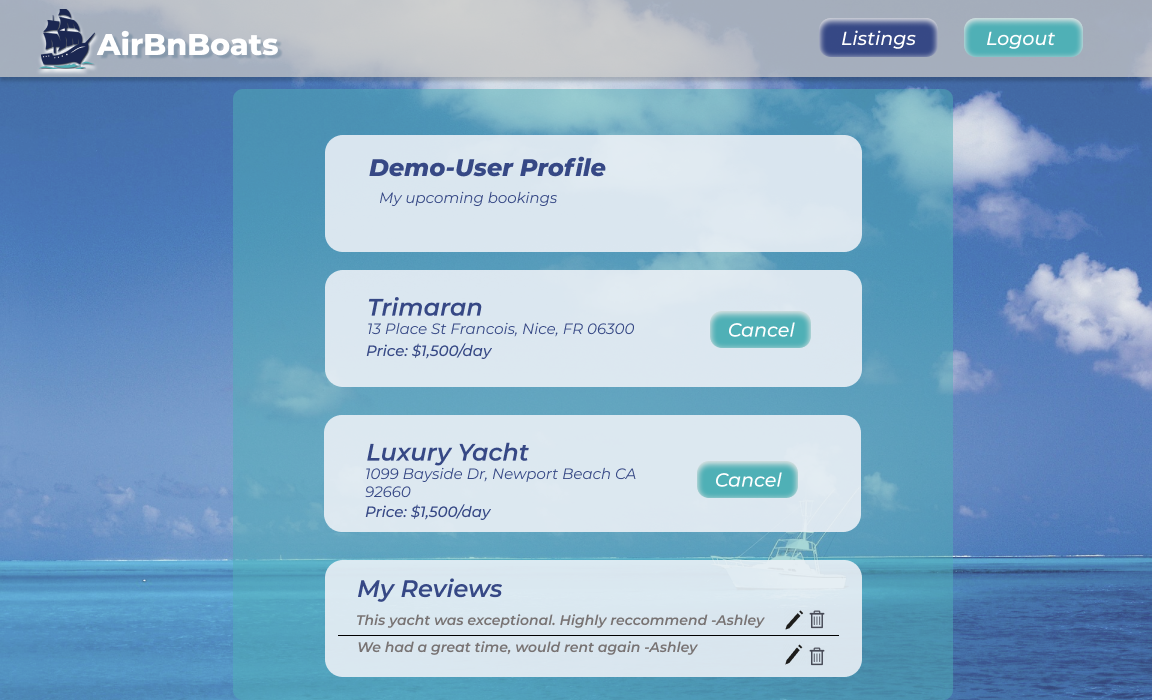 AirBnBoats
Listings
Logout
Demo-User Profile
My upcoming bookings
Trimaran
13 Place St Francois, Nice, FR 06300
Price: $1,500/day
Cancel
Luxury Yacht
1099 Bayside Dr, Newport Beach CA
92660
Price: $1,500/day
Cancel
My Reviews
This yacht was exceptional. Highly reccommend -Ashley
We had a great time, would rent again -Ashley